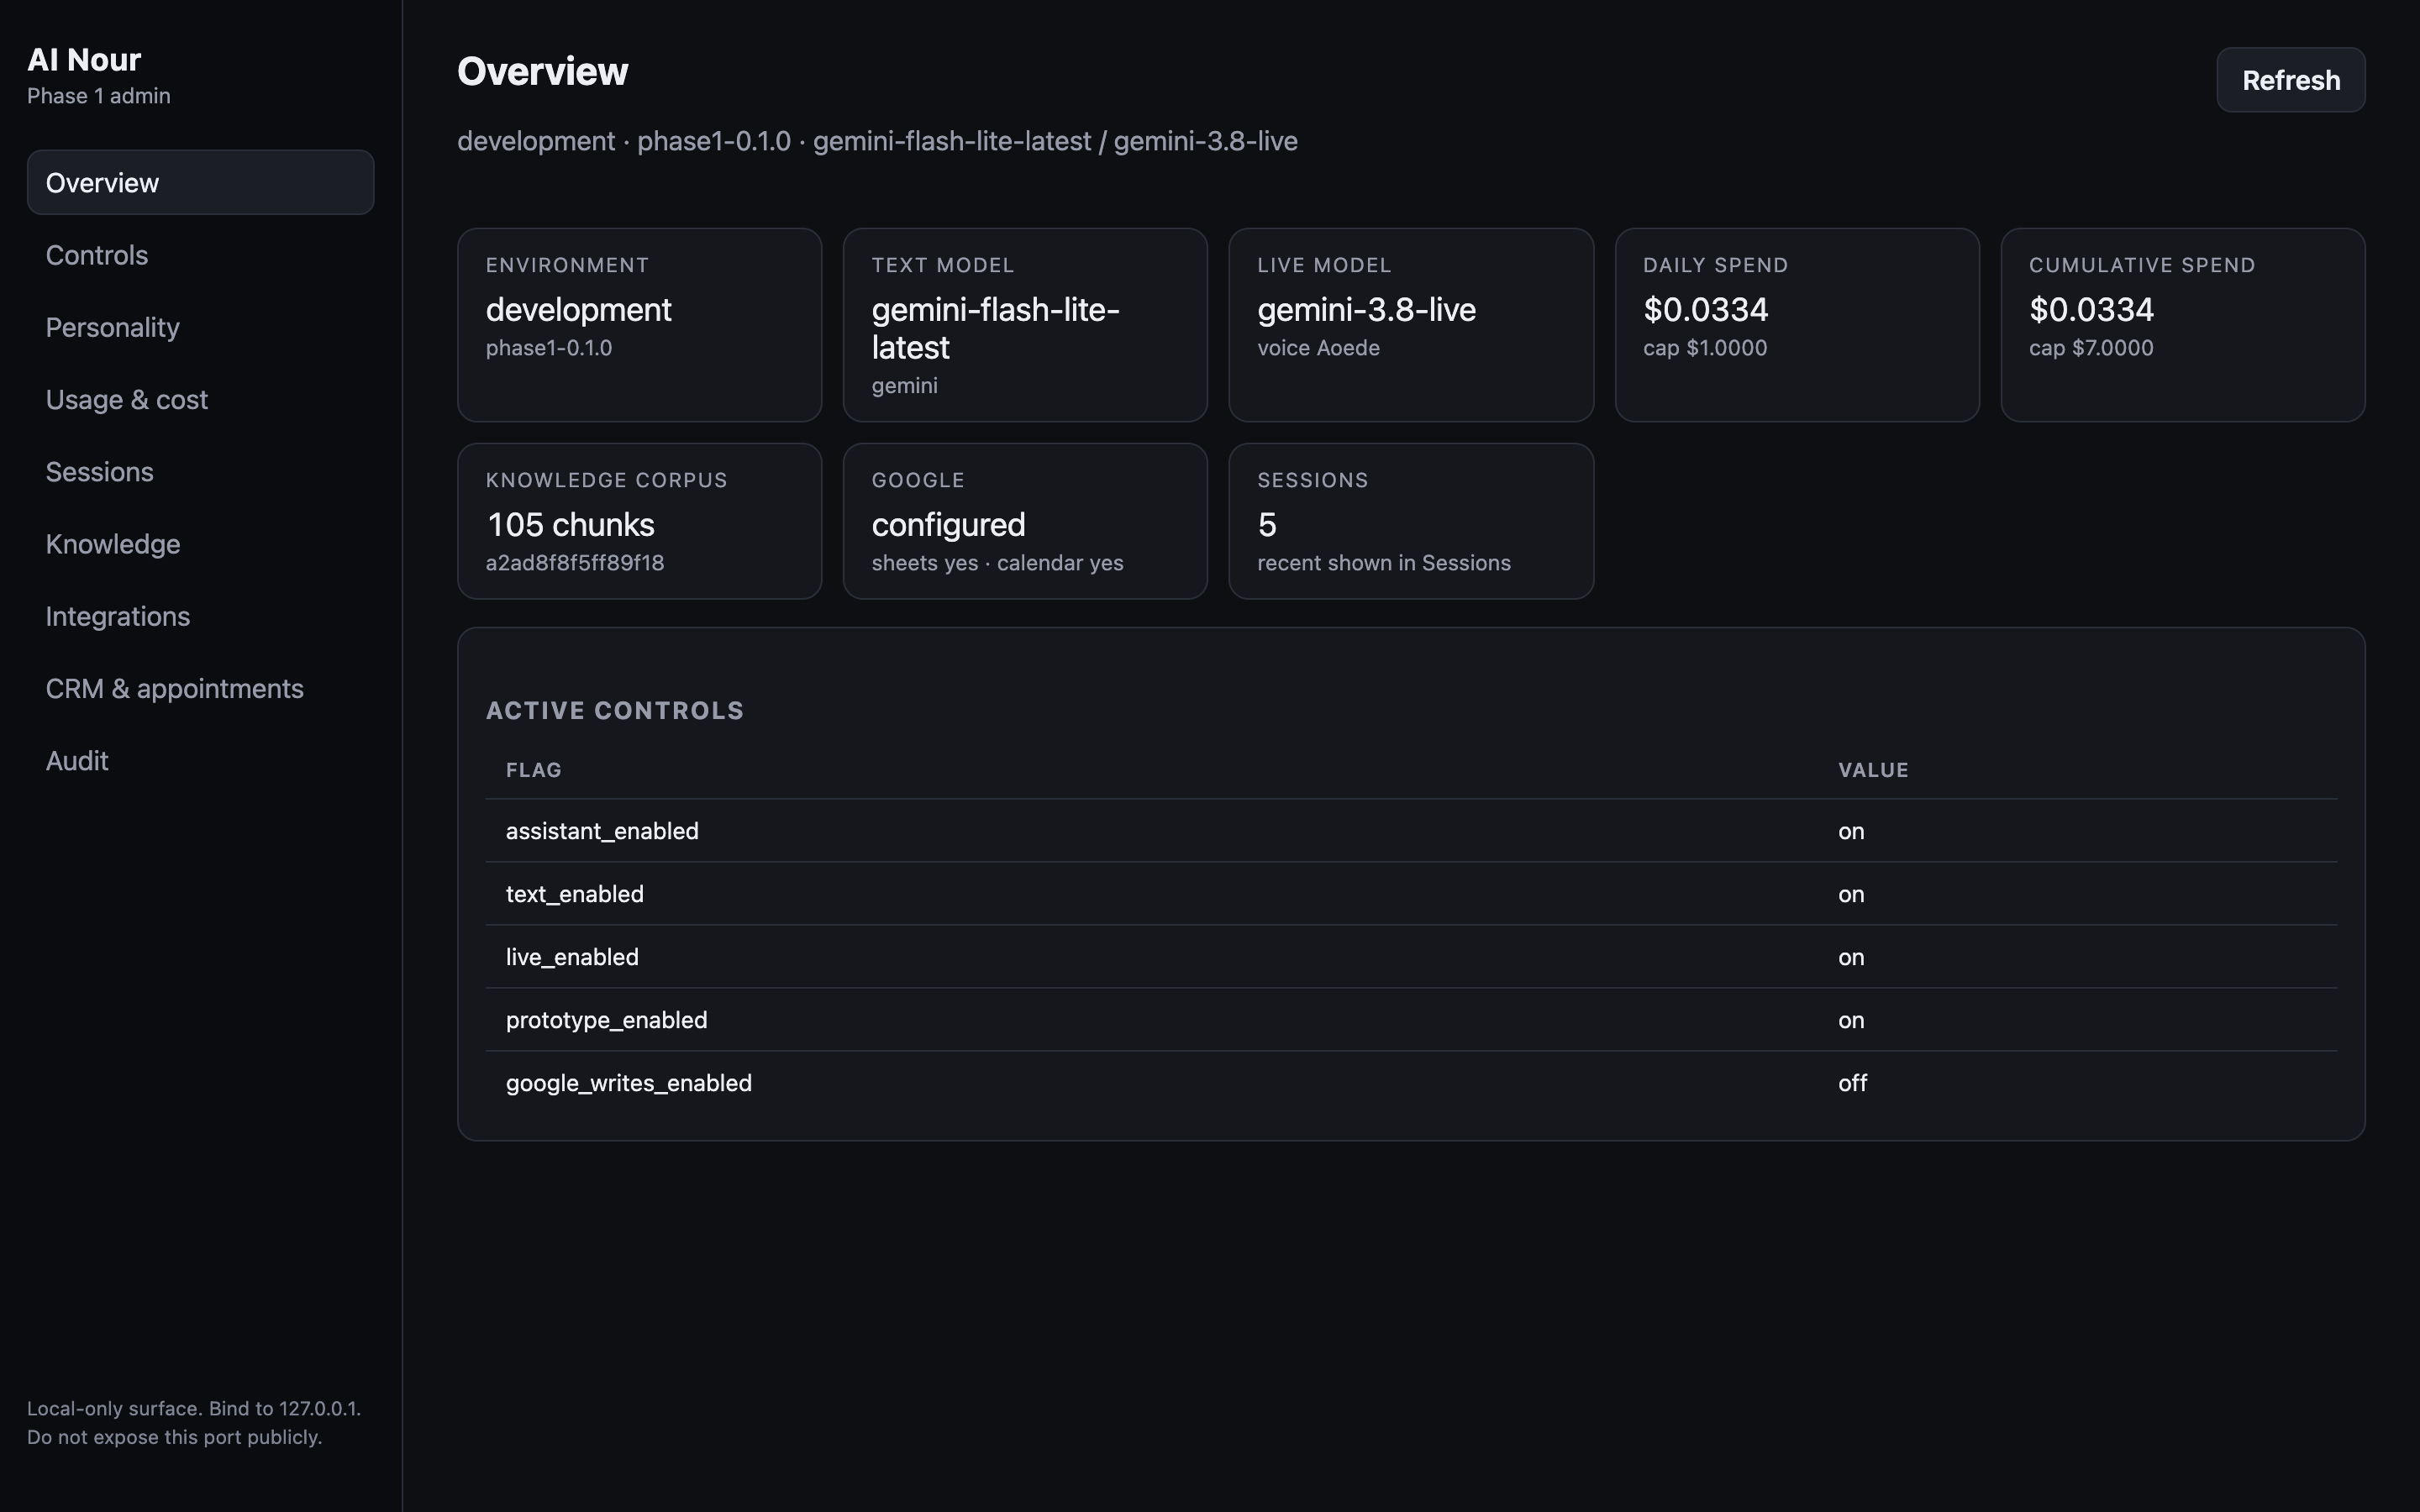 AI Nour
Phase 1 admin
Overview
Controls
Personality
Usage & cost
Sessions
Knowledge
Integrations
CRM & appointments
Audit
Local-only surface. Bind to 127.0.0.1.
Do not expose this port publicly.
Overview
Refresh
development · phase1-0.1.0 · gemini-flash-lite-latest / gemini-3.8-live
ENVIRONMENT
development
phase1-0.1.0
TEXT MODEL
gemini-flash-lite-
latest
gemini
LIVE MODEL
gemini-3.8-live
voice Aoede
DAILY SPEND
$0.0334
cap $1.0000
CUMULATIVE SPEND
$0.0334
cap $7.0000
KNOWLEDGE CORPUS
105 chunks
a2ad8f8f5ff89f18
GOOGLE
configured
sheets yes · calendar yes
SESSIONS
5
recent shown in Sessions
ACTIVE CONTROLS
FLAG VALUE
assistant_enabled on
text_enabled on
live_enabled on
prototype_enabled on
google_writes_enabled off